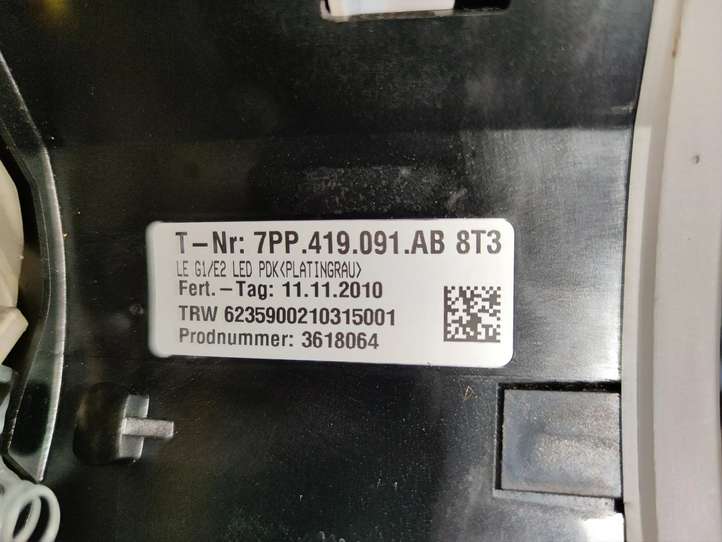 T-Nr: 7PP.419.091.AB 8T3
LE G1/E2 LED PDK<PLATINGRAU>
Fert.-Tag: 11.11.2010
TRW 6235900210315001
Prodnummer: 3618064